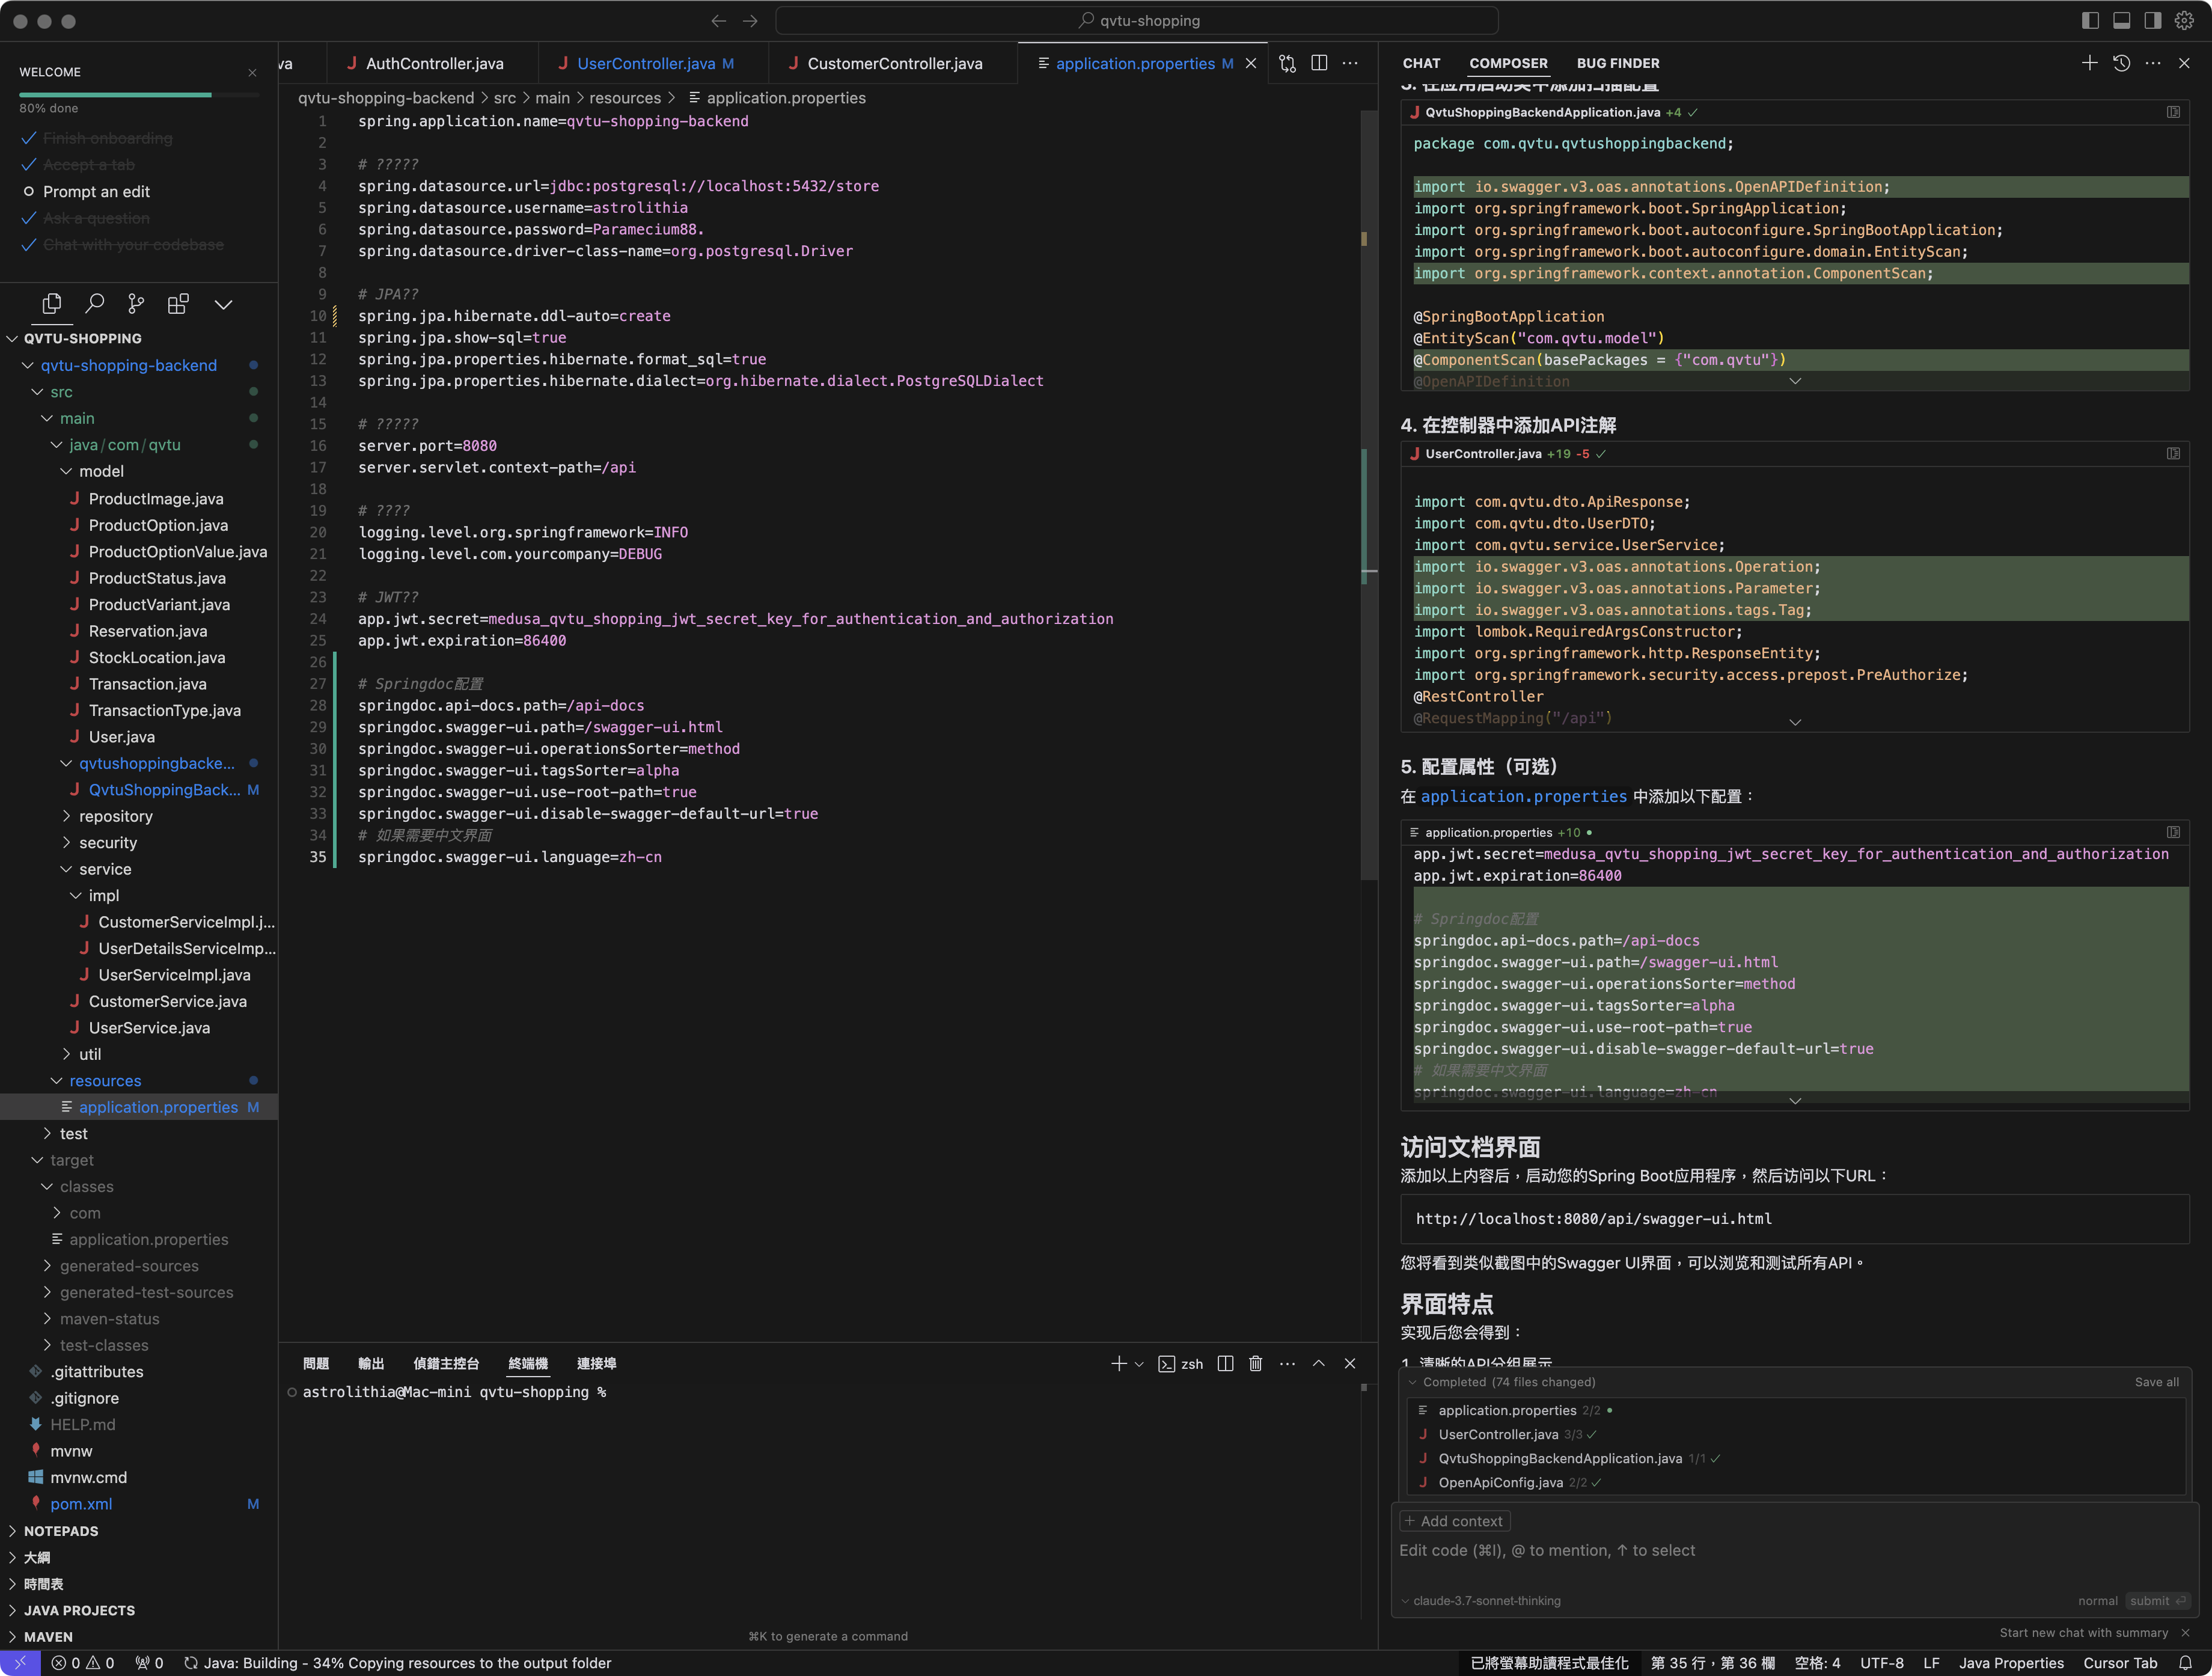 qvtu-shopping
WELCOME
80% done
Finish onboarding
Accept a tab
Prompt an edit
Ask a question
Chat with your codebase
QVTU-SHOPPING
qvtu-shopping-backend
src
main
java/com/qvtu
model
ProductImage.java
ProductOption.java
ProductOptionValue.java
ProductStatus.java
ProductVariant.java
Reservation.java
StockLocation.java
Transaction.java
TransactionType.java
User.java
qvtushoppingbacke...
QvtuShoppingBack... M
repository
security
service
impl
CustomerServiceImpl.j...
UserDetailsServiceImp...
UserServiceImpl.java
CustomerService.java
UserService.java
util
resources
application.properties M
test
target
classes
com
application.properties
generated-sources
generated-test-sources
maven-status
test-classes
.gitattributes
.gitignore
HELP.md
mvnw
mvnw.cmd
pom.xml M
NOTEPADS
大綱
時間表
JAVA PROJECTS
MAVEN
va AuthController.java UserController.java M CustomerController.java application.properties M
qvtu-shopping-backend > src > main > resources > application.properties
1 spring.application.name=qvtu-shopping-backend
2
3 # ?????
4 spring.datasource.url=jdbc:postgresql://localhost:5432/store
5 spring.datasource.username=astrolithia
6 spring.datasource.password=Paramecium88.
7 spring.datasource.driver-class-name=org.postgresql.Driver
8
9 # JPA??
10 spring.jpa.hibernate.ddl-auto=create
11 spring.jpa.show-sql=true
12 spring.jpa.properties.hibernate.format_sql=true
13 spring.jpa.properties.hibernate.dialect=org.hibernate.dialect.PostgreSQLDialect
14
15 # ?????
16 server.port=8080
17 server.servlet.context-path=/api
18
19 # ????
20 logging.level.org.springframework=INFO
21 logging.level.com.yourcompany=DEBUG
22
23 # JWT??
24 app.jwt.secret=medusa_qvtu_shopping_jwt_secret_key_for_authentication_and_authorization
25 app.jwt.expiration=86400
26
27 # Springdoc配置
28 springdoc.api-docs.path=/api-docs
29 springdoc.swagger-ui.path=/swagger-ui.html
30 springdoc.swagger-ui.operationsSorter=method
31 springdoc.swagger-ui.tagsSorter=alpha
32 springdoc.swagger-ui.use-root-path=true
33 springdoc.swagger-ui.disable-swagger-default-url=true
34 # 如果需要中文界面
35 springdoc.swagger-ui.language=zh-cn
問題 輸出 偵錯主控台 終端機 連接埠 zsh
astrolithia@Mac-mini qvtu-shopping %
⌘K to generate a command
CHAT COMPOSER BUG FINDER
3. 在应用启动类中添加扫描配置
QvtuShoppingBackendApplication.java +4
package com.qvtu.qvtushoppingbackend;
import io.swagger.v3.oas.annotations.OpenAPIDefinition;
import org.springframework.boot.SpringApplication;
import org.springframework.boot.autoconfigure.SpringBootApplication;
import org.springframework.boot.autoconfigure.domain.EntityScan;
import org.springframework.context.annotation.ComponentScan;
@SpringBootApplication
@EntityScan("com.qvtu.model")
@ComponentScan(basePackages = {"com.qvtu"})
@OpenAPIDefinition
4. 在控制器中添加API注解
UserController.java +19 -5
import com.qvtu.dto.ApiResponse;
import com.qvtu.dto.UserDTO;
import com.qvtu.service.UserService;
import io.swagger.v3.oas.annotations.Operation;
import io.swagger.v3.oas.annotations.Parameter;
import io.swagger.v3.oas.annotations.tags.Tag;
import lombok.RequiredArgsConstructor;
import org.springframework.http.ResponseEntity;
import org.springframework.security.access.prepost.PreAuthorize;
@RestController
@RequestMapping("/api")
5. 配置属性（可选）
在 application.properties 中添加以下配置：
application.properties +10
app.jwt.secret=medusa_qvtu_shopping_jwt_secret_key_for_authentication_and_authorization
app.jwt.expiration=86400
# Springdoc配置
springdoc.api-docs.path=/api-docs
springdoc.swagger-ui.path=/swagger-ui.html
springdoc.swagger-ui.operationsSorter=method
springdoc.swagger-ui.tagsSorter=alpha
springdoc.swagger-ui.use-root-path=true
springdoc.swagger-ui.disable-swagger-default-url=true
# 如果需要中文界面
springdoc.swagger-ui.language=zh-cn
访问文档界面
添加以上内容后，启动您的Spring Boot应用程序，然后访问以下URL：
http://localhost:8080/api/swagger-ui.html
您将看到类似截图中的Swagger UI界面，可以浏览和测试所有API。
界面特点
实现后您会得到：
1. 清晰的API分组展示
Completed (74 files changed) Save all
application.properties 2/2
UserController.java 3/3
QvtuShoppingBackendApplication.java 1/1
OpenApiConfig.java 2/2
Add context
Edit code (⌘I), @ to mention, ↑ to select
claude-3.7-sonnet-thinking normal submit
Start new chat with summary
0 0 0 Java: Building - 34% Copying resources to the output folder 已將螢幕助讀程式最佳化 第 35 行，第 36 欄 空格: 4 UTF-8 LF Java Properties Cursor Tab